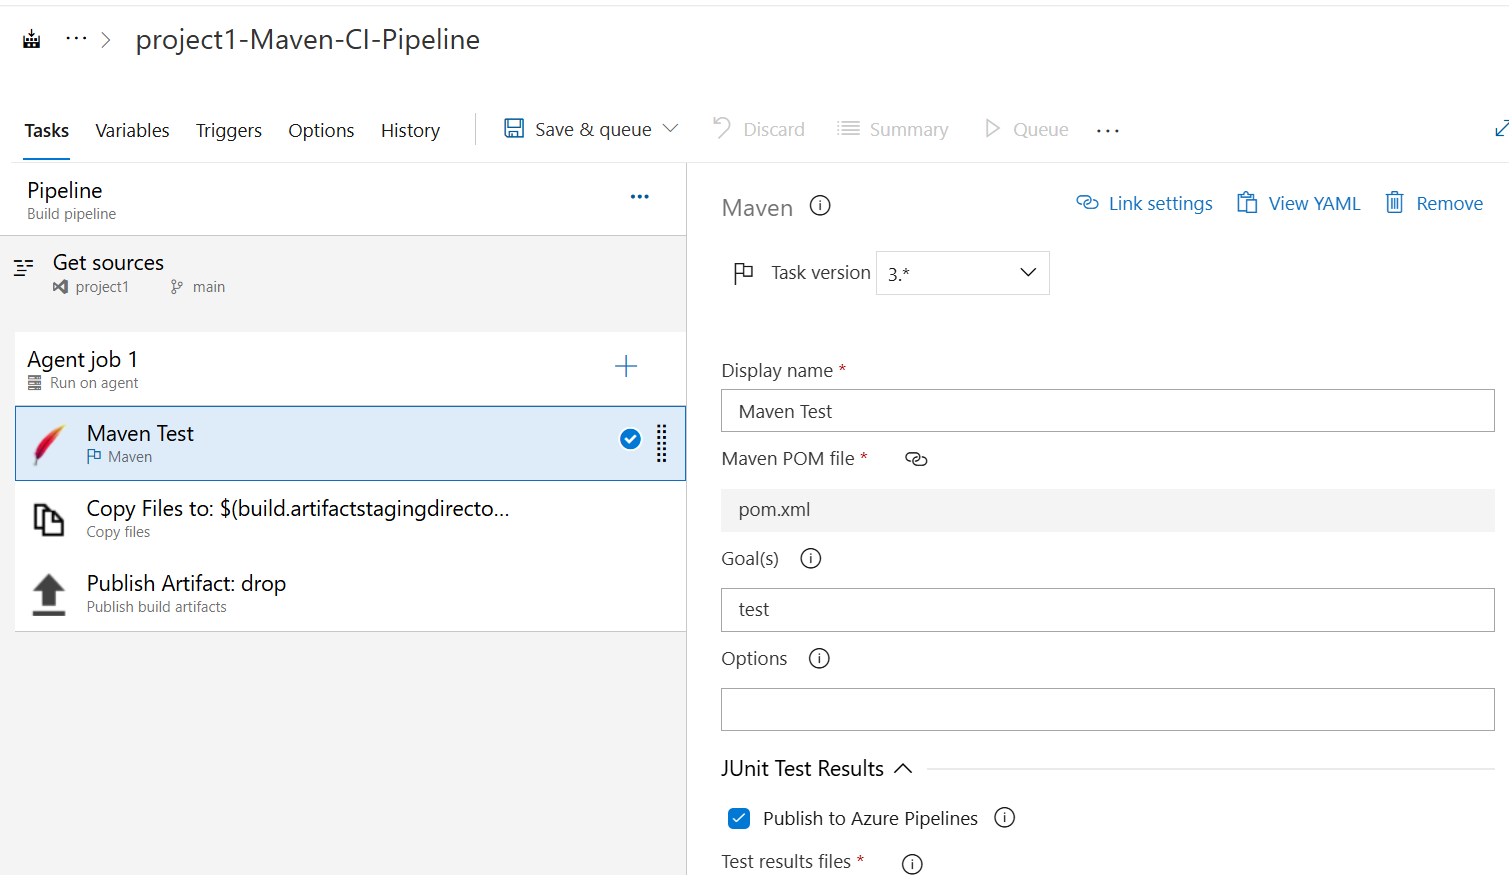 ··· > project1-Maven-CI-Pipeline
Tasks Variables Triggers Options History Save & queue Discard Summary Queue ···
Pipeline
Build pipeline
Get sources
project1 main
Agent job 1
Run on agent
Maven Test
Maven
Copy Files to: $(build.artifactstagingdirecto...
Copy files
Publish Artifact: drop
Publish build artifacts
Maven Link settings View YAML Remove
Task version 3.*
Display name *
Maven Test
Maven POM file *
pom.xml
Goal(s)
test
Options
JUnit Test Results
Publish to Azure Pipelines
Test results files *